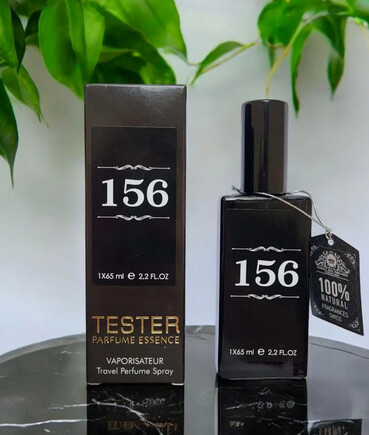 156
1X65 ml e 2.2 FL.OZ
TESTER
PARFUME ESSENCE
VAPORISATEUR
Travel Perfume Spray
156
1X65 ml e 2.2 FL.OZ
100%
NATURAL
FRAGRANCES